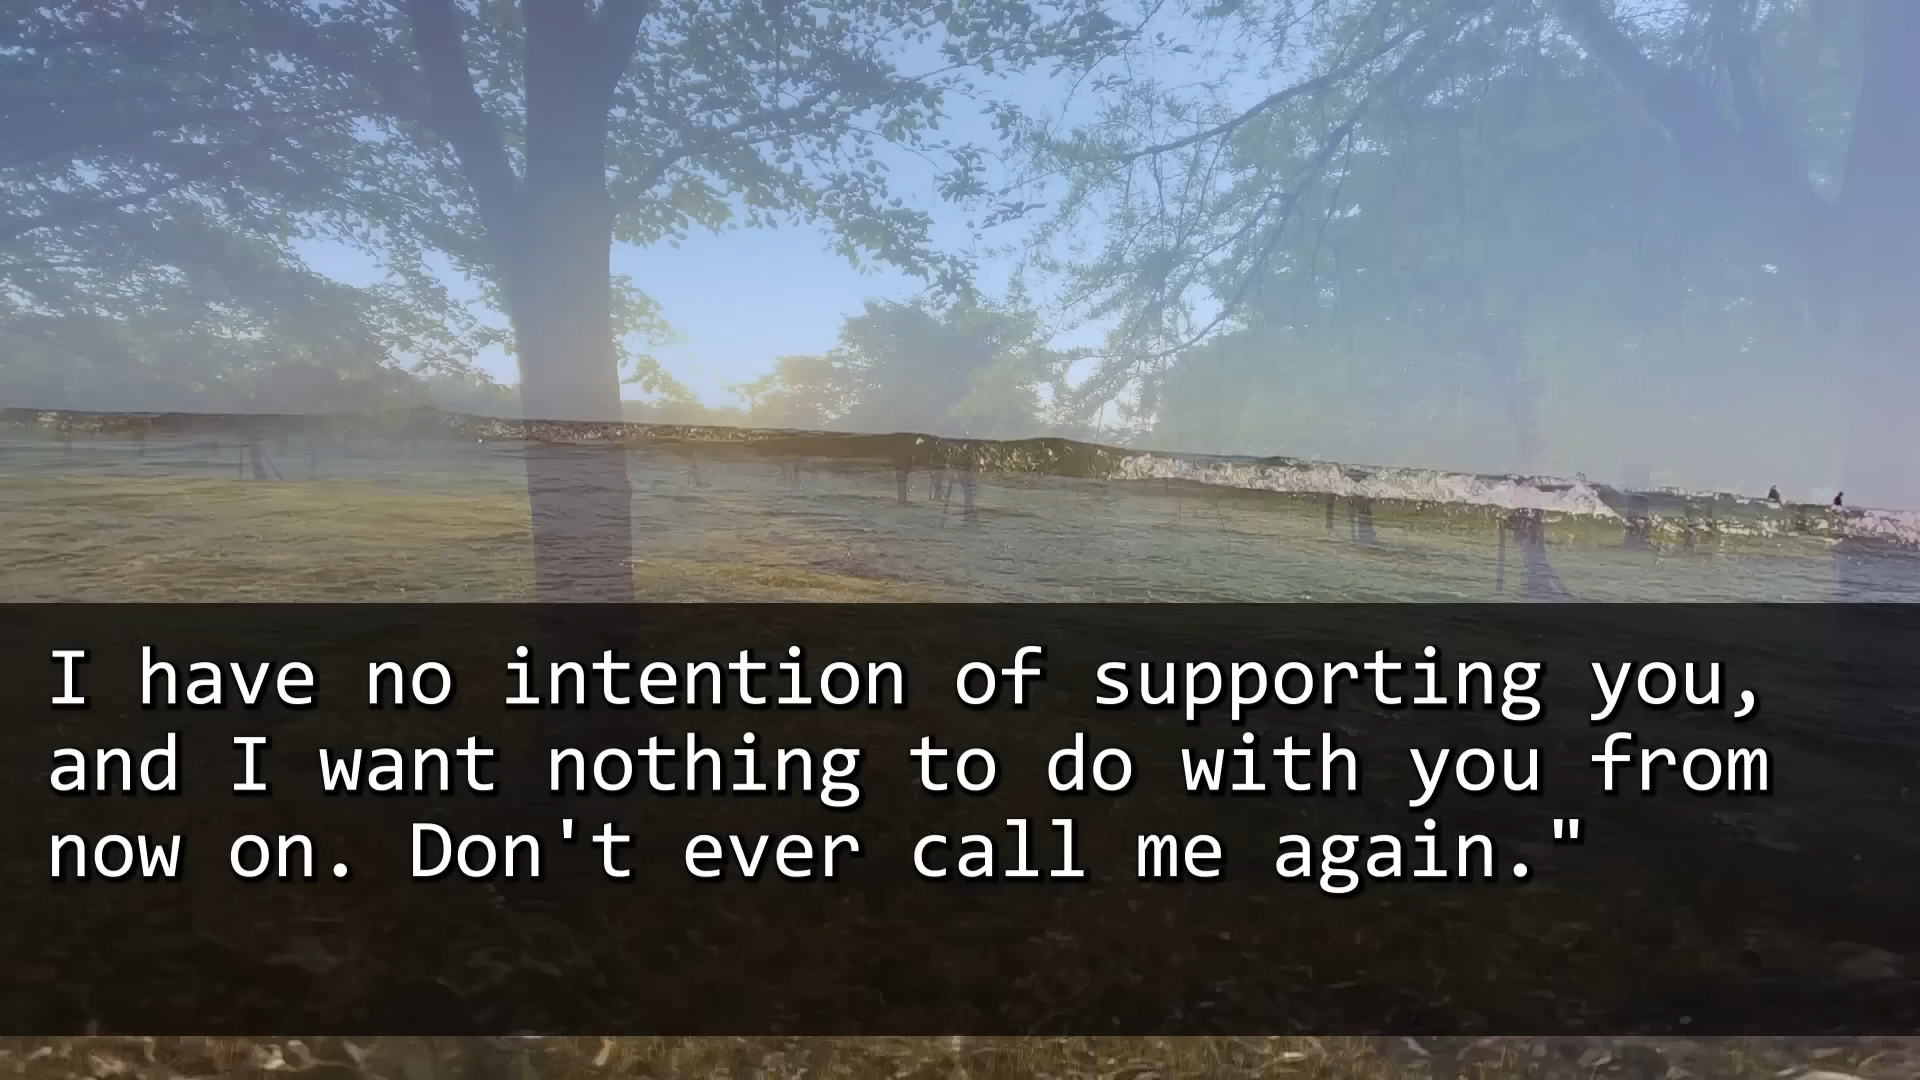 I have no intention of supporting you,
and I want nothing to do with you from
now on. Don't ever call me again."